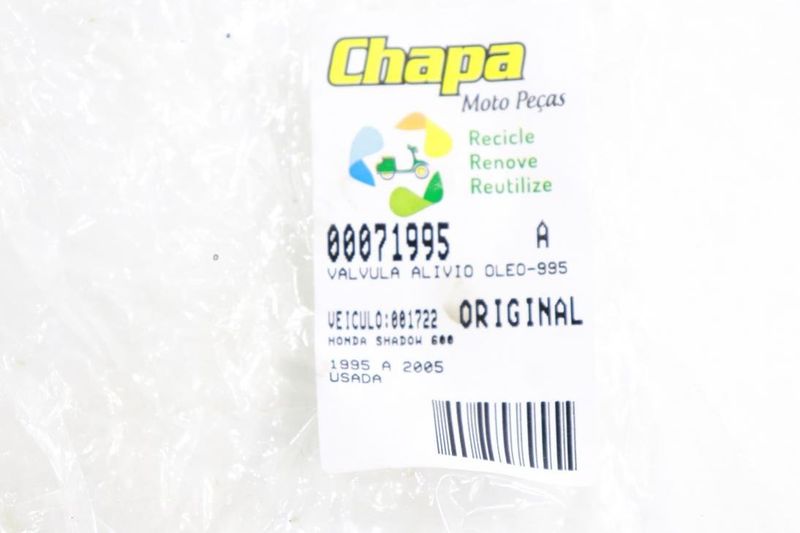 Chapa
Moto Peças
Recicle
Renove
Reutilize
00071995 A
VALVULA ALIVIO OLEO-995
VEICULO:001722 ORIGINAL
HONDA SHADOW 600
1995 A 2005
USADA